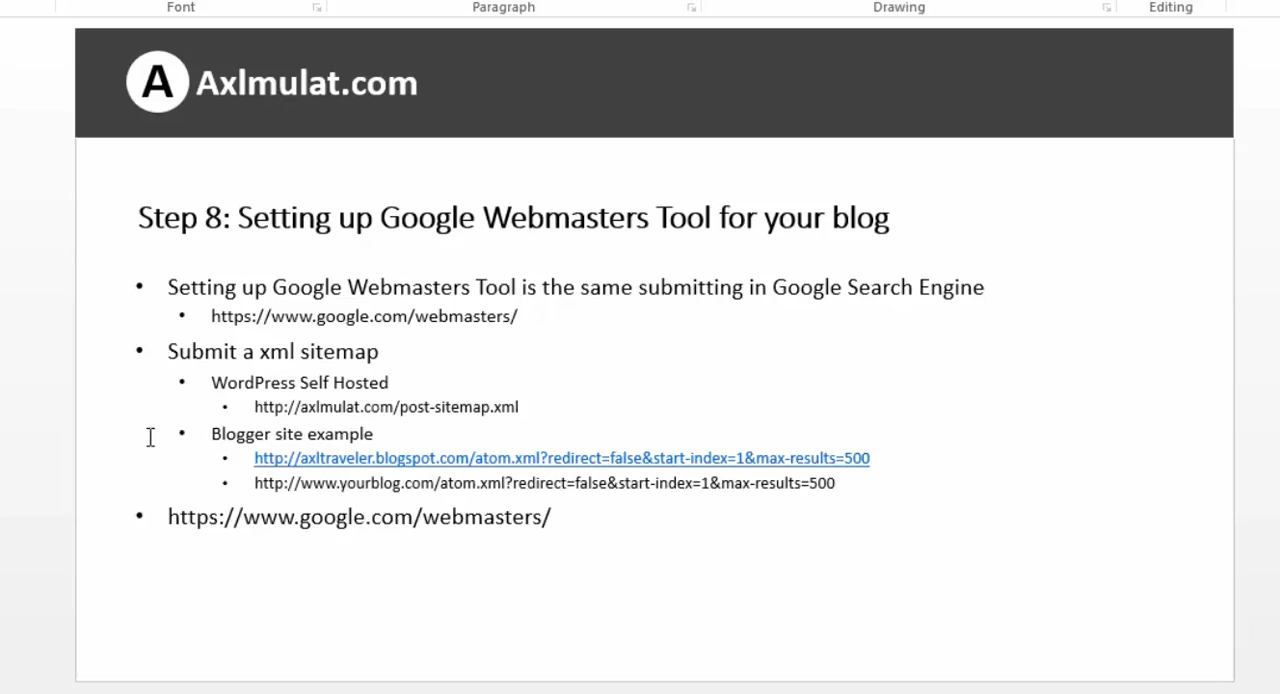 Font Paragraph Drawing Editing
A Axlmulat.com
Step 8: Setting up Google Webmasters Tool for your blog
• Setting up Google Webmasters Tool is the same submitting in Google Search Engine
• https://www.google.com/webmasters/
• Submit a xml sitemap
• WordPress Self Hosted
• http://axlmulat.com/post-sitemap.xml
• Blogger site example
• http://axltraveler.blogspot.com/atom.xml?redirect=false&start-index=1&max-results=500
• http://www.yourblog.com/atom.xml?redirect=false&start-index=1&max-results=500
• https://www.google.com/webmasters/